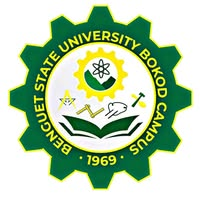 BENGUET STATE UNIVERSITY BOKOD CAMPUS
• 1969 •